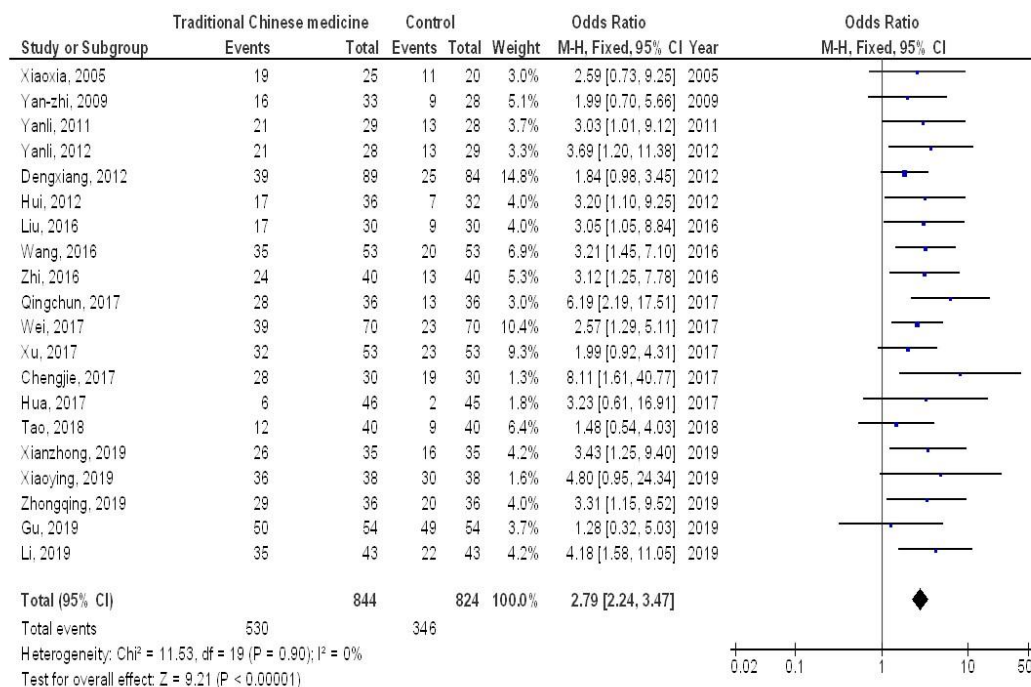 Traditional Chinese medicine Control Odds Ratio Odds Ratio
Study or Subgroup Events Total Events Total Weight M-H, Fixed, 95% CI Year M-H, Fixed, 95% CI
Xiaoxia, 2005 19 25 11 20 3.0% 2.59 [0.73, 9.25] 2005
Yan-zhi, 2009 16 33 9 28 5.1% 1.99 [0.70, 5.66] 2009
Yanli, 2011 21 29 13 28 3.7% 3.03 [1.01, 9.12] 2011
Yanli, 2012 21 28 13 29 3.3% 3.69 [1.20, 11.38] 2012
Dengxiang, 2012 39 89 25 84 14.8% 1.84 [0.98, 3.45] 2012
Hui, 2012 17 36 7 32 4.0% 3.20 [1.10, 9.25] 2012
Liu, 2016 17 30 9 30 4.0% 3.05 [1.05, 8.84] 2016
Wang, 2016 35 53 20 53 6.9% 3.21 [1.45, 7.10] 2016
Zhi, 2016 24 40 13 40 5.3% 3.12 [1.25, 7.78] 2016
Qingchun, 2017 28 36 13 36 3.0% 6.19 [2.19, 17.51] 2017
Wei, 2017 39 70 23 70 10.4% 2.57 [1.29, 5.11] 2017
Xu, 2017 32 53 23 53 9.3% 1.99 [0.92, 4.31] 2017
Chengjie, 2017 28 30 19 30 1.3% 8.11 [1.61, 40.77] 2017
Hua, 2017 6 46 2 45 1.8% 3.23 [0.61, 16.91] 2017
Tao, 2018 12 40 9 40 6.4% 1.48 [0.54, 4.03] 2018
Xianzhong, 2019 26 35 16 35 4.2% 3.43 [1.25, 9.40] 2019
Xiaoying, 2019 36 38 30 38 1.6% 4.80 [0.95, 24.34] 2019
Zhongqing, 2019 29 36 20 36 4.0% 3.31 [1.15, 9.52] 2019
Gu, 2019 50 54 49 54 3.7% 1.28 [0.32, 5.03] 2019
Li, 2019 35 43 22 43 4.2% 4.18 [1.58, 11.05] 2019
Total (95% CI) 844 824 100.0% 2.79 [2.24, 3.47]
Total events 530 346
Heterogeneity: Chi² = 11.53, df = 19 (P = 0.90); I² = 0%
Test for overall effect: Z = 9.21 (P < 0.00001)
0.02 0.1 1 10 50